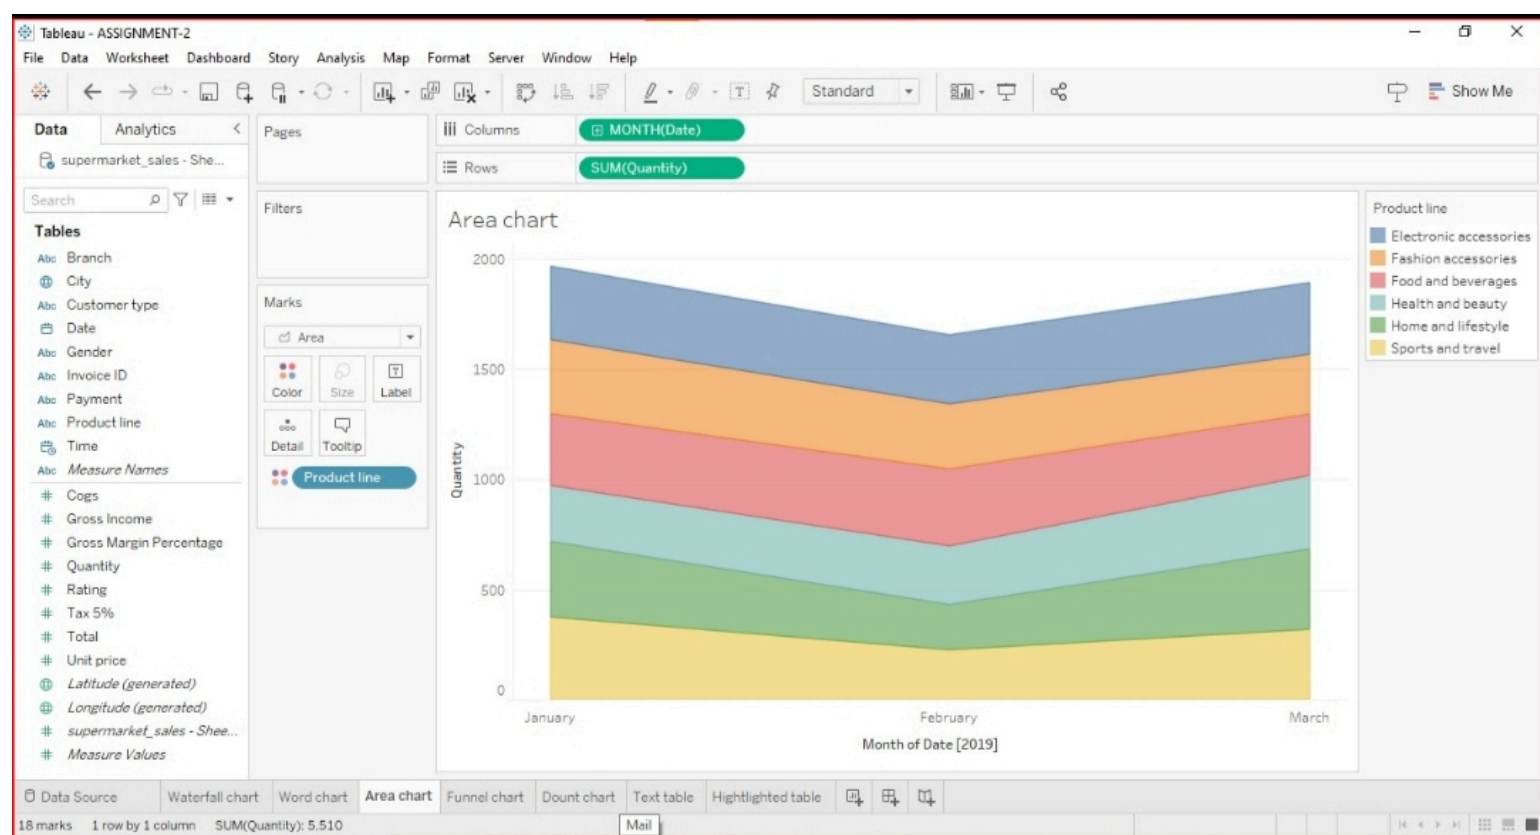 Tableau - ASSIGNMENT-2
File Data Worksheet Dashboard Story Analysis Map Format Server Window Help
Standard
Show Me
Data Analytics
supermarket_sales - She...
Search
Tables
Abc Branch
City
Abc Customer type
Date
Abc Gender
Abc Invoice ID
Abc Payment
Abc Product line
Time
Abc Measure Names
# Cogs
# Gross Income
# Gross Margin Percentage
# Quantity
# Rating
# Tax 5%
# Total
# Unit price
Latitude (generated)
Longitude (generated)
# supermarket_sales - Shee...
# Measure Values
Pages
Filters
Marks
Area
Color Size Label
Detail Tooltip
Product line
Columns MONTH(Date)
Rows SUM(Quantity)
Area chart
2000
1500
1000
500
0
Quantity
January February March
Month of Date [2019]
Product line
Electronic accessories
Fashion accessories
Food and beverages
Health and beauty
Home and lifestyle
Sports and travel
Data Source Waterfall chart Word chart Area chart Funnel chart Dount chart Text table Hightlighted table
18 marks 1 row by 1 column SUM(Quantity): 5,510
Mail